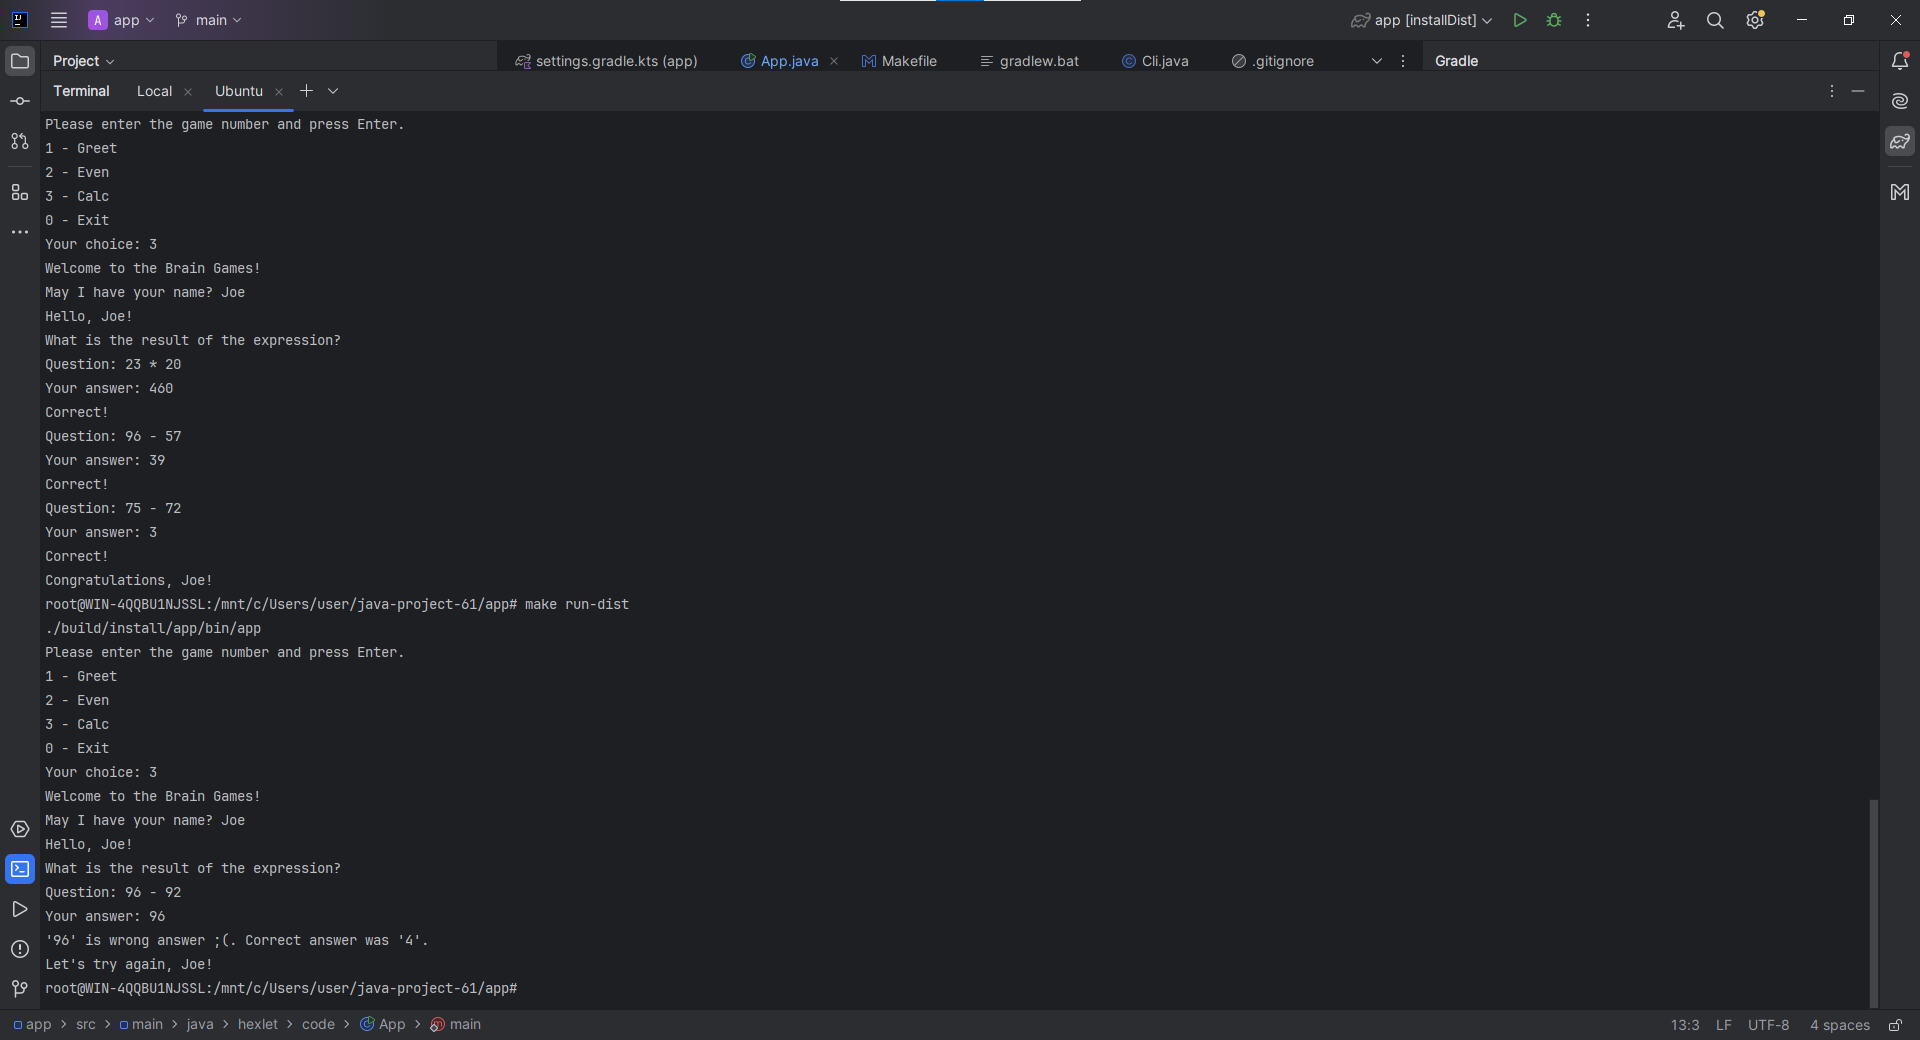 A app main app [installDist]
Project settings.gradle.kts (app) App.java Makefile gradlew.bat Cli.java .gitignore Gradle
Terminal Local Ubuntu
Please enter the game number and press Enter.
1 - Greet
2 - Even
3 - Calc
0 - Exit
Your choice: 3
Welcome to the Brain Games!
May I have your name? Joe
Hello, Joe!
What is the result of the expression?
Question: 23 * 20
Your answer: 460
Correct!
Question: 96 - 57
Your answer: 39
Correct!
Question: 75 - 72
Your answer: 3
Correct!
Congratulations, Joe!
root@WIN-4QQBU1NJSSL:/mnt/c/Users/user/java-project-61/app# make run-dist
./build/install/app/bin/app
Please enter the game number and press Enter.
1 - Greet
2 - Even
3 - Calc
0 - Exit
Your choice: 3
Welcome to the Brain Games!
May I have your name? Joe
Hello, Joe!
What is the result of the expression?
Question: 96 - 92
Your answer: 96
'96' is wrong answer ;(. Correct answer was '4'.
Let's try again, Joe!
root@WIN-4QQBU1NJSSL:/mnt/c/Users/user/java-project-61/app#
app > src > main > java > hexlet > code > App > main 13:3 LF UTF-8 4 spaces